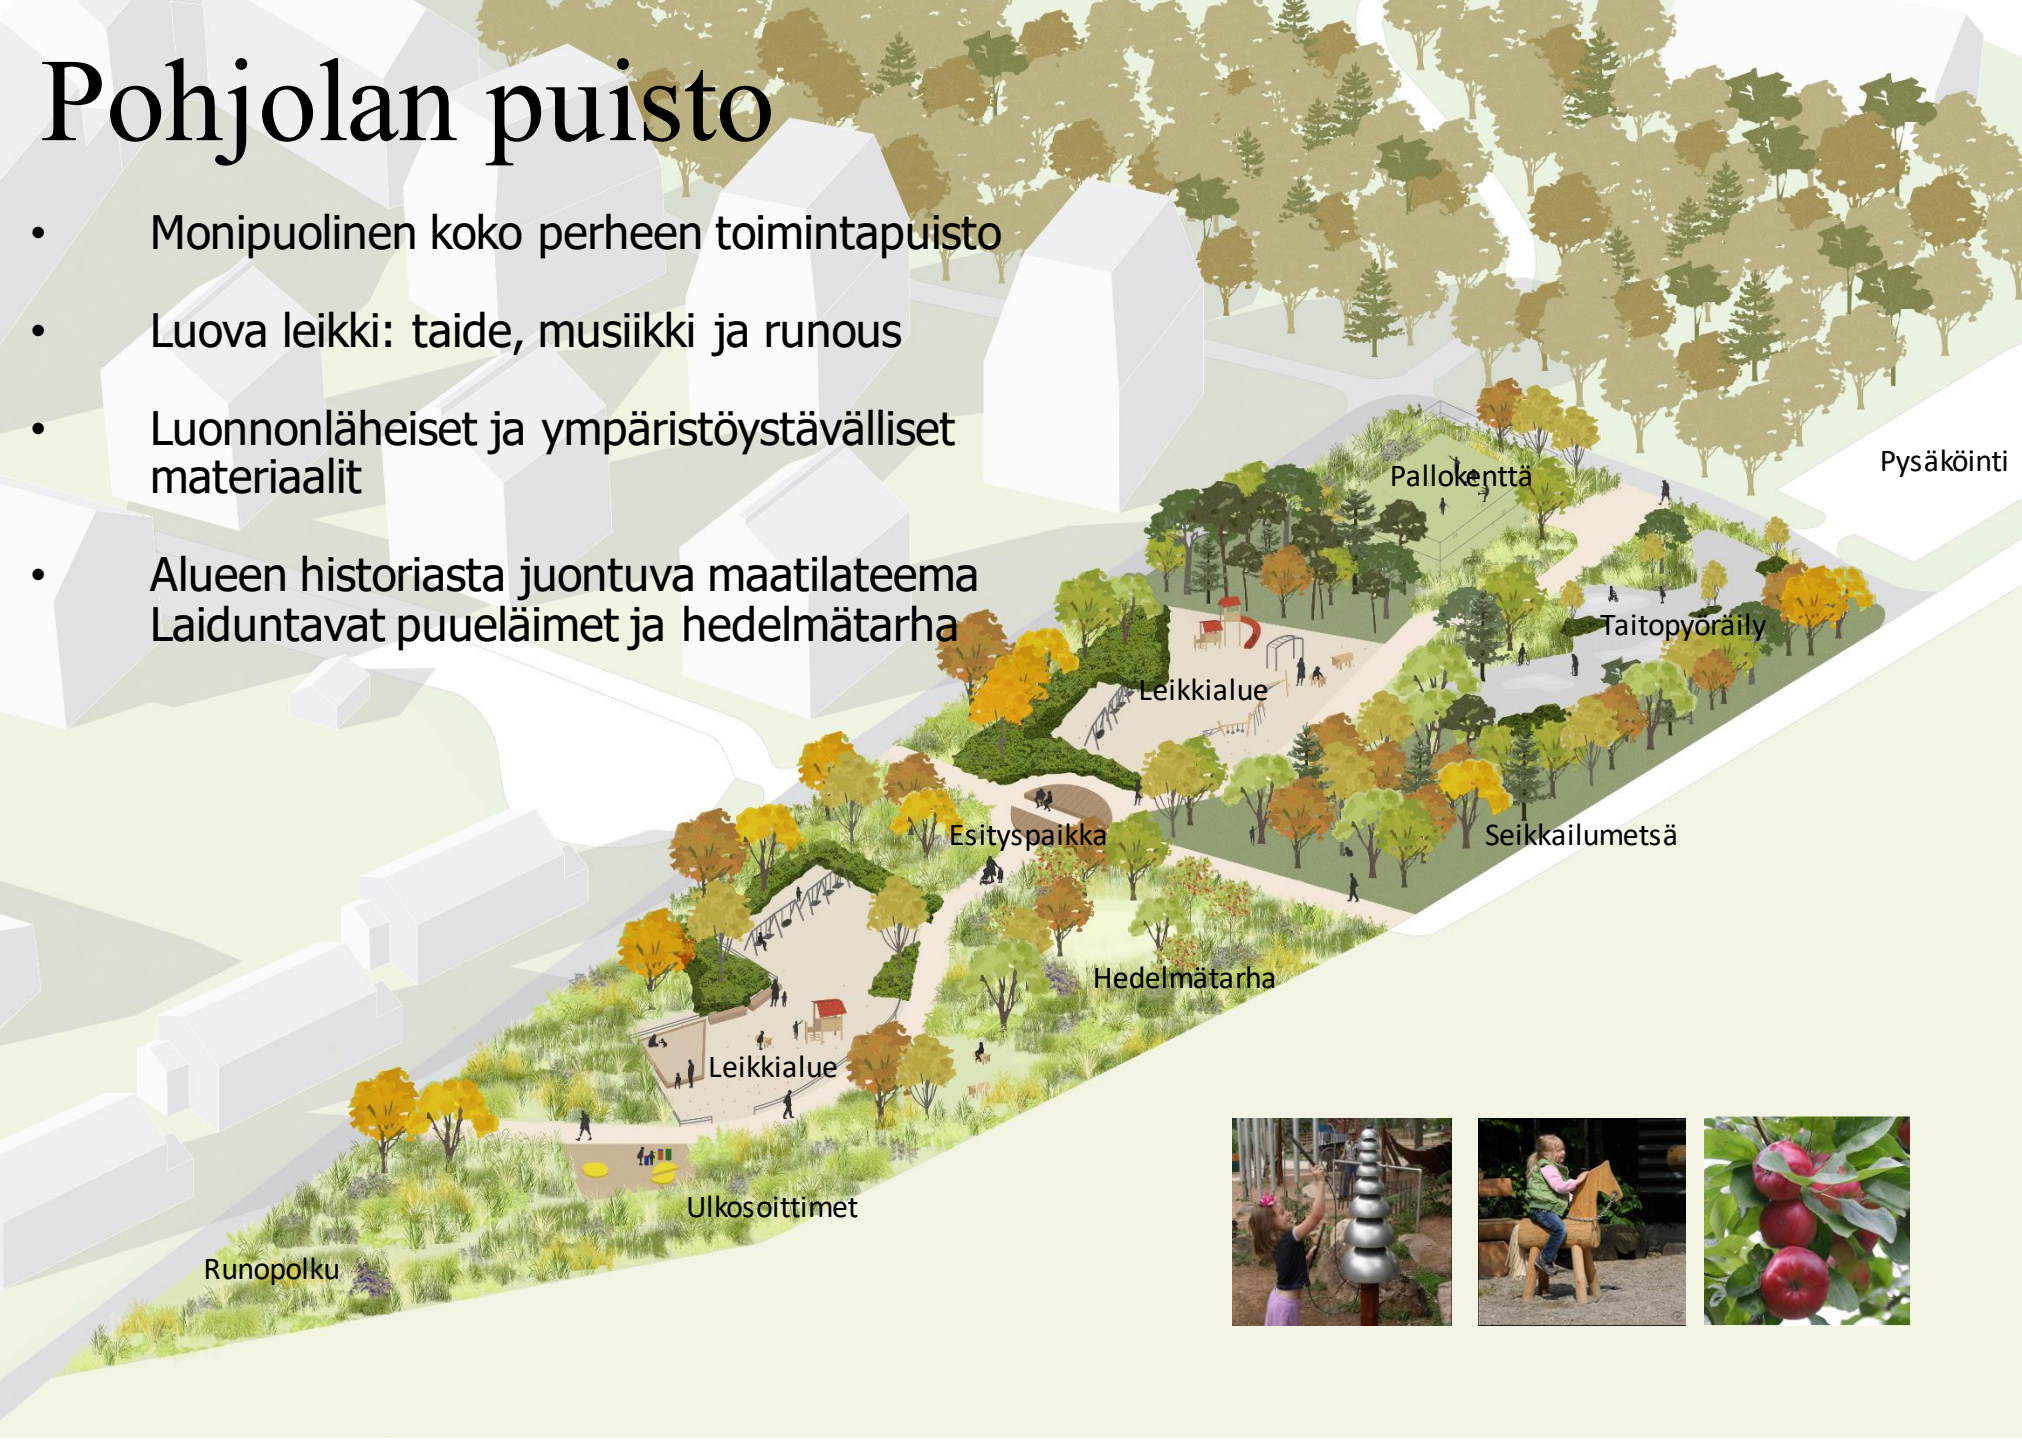 Pohjolan puisto
• Monipuolinen koko perheen toimintapuisto
• Luova leikki: taide, musiikki ja runous
• Luonnonläheiset ja ympäristöystävälliset
materiaalit
• Alueen historiasta juontuva maatilateema
Laiduntavat puueläimet ja hedelmätarha
Pysäköinti
Pallokenttä
Taitopyöräily
Leikkialue
Esityspaikka
Seikkailumetsä
Hedelmätarha
Leikkialue
Ulkosoittimet
Runopolku